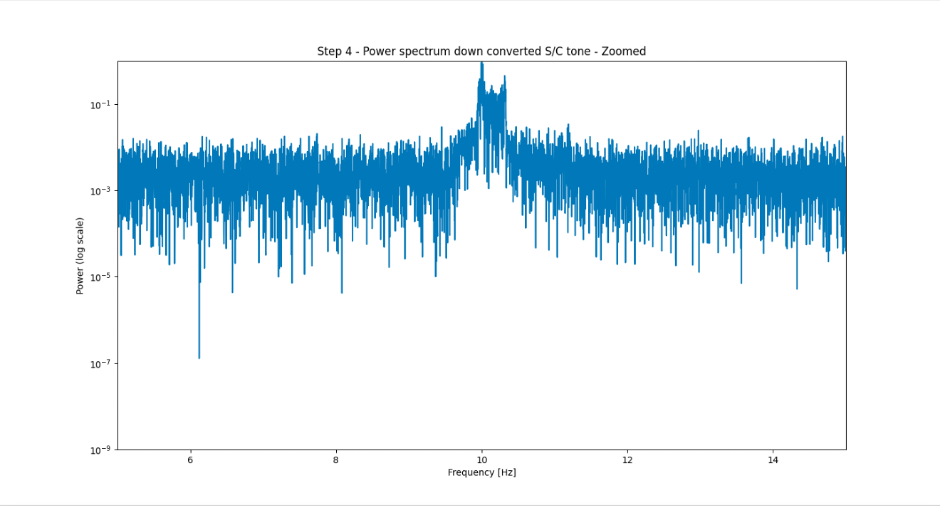 Step 4 - Power spectrum down converted S/C tone - Zoomed
Power (log scale)
10⁻¹
10⁻³
10⁻⁵
10⁻⁷
10⁻⁹
6 8 10 12 14
Frequency [Hz]